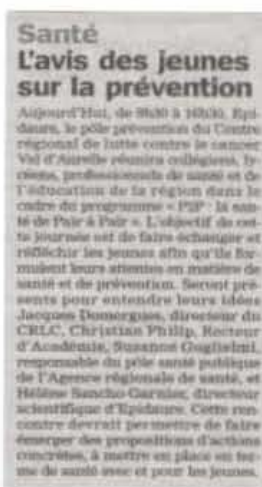 Santé
L'avis des jeunes
sur la prévention
Aujourd'Hui, de 9h30 à 16h30, Epi-
daure, le pôle prévention du Centre
régional de lutte contre le cancer
Val d'Aurelle réunira collégiens, ly-
céens, professionnels de santé et de
l'éducation de la région dans le
cadre du programme « P2P : la san-
té de Pair à Pair ». L'objectif de cet-
te journée est de faire échanger et
réfléchir les jeunes afin qu'ils for-
mulent leurs attentes en matière de
santé et de prévention. Seront pré-
sents pour entendre leurs idées
Jacques Domergues, directeur du
CRLC, Christian Philip, Recteur
d'Académie, Suzanne Guglielmi,
responsable du pôle santé publique
de l'Agence régionale de santé, et
Hélène Sancho-Garnier, directeur
scientifique d'Epidaure. Cette ren-
contre devrait permettre de faire
émerger des propositions d'actions
concrètes, à mettre en place en ter-
me de santé avec et pour les jeunes.